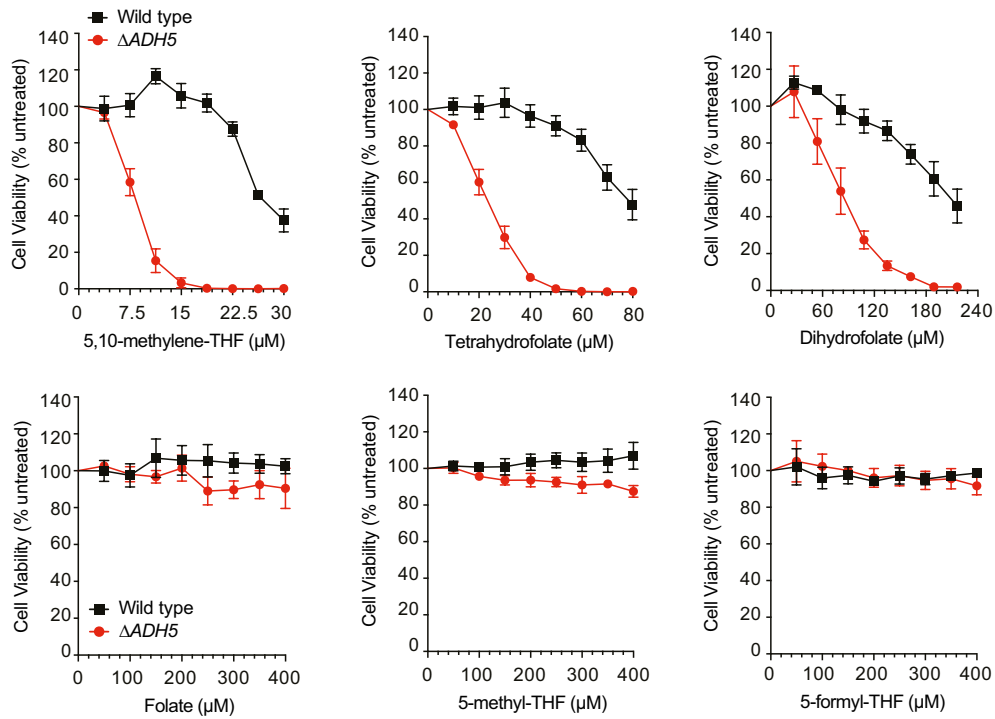 Wild type
ΔADH5
Cell Viability (% untreated)
140
120
100
80
60
40
20
0
0 7.5 15 22.5 30
5,10-methylene-THF (µM)
Cell Viability (% untreated)
140
120
100
80
60
40
20
0
0 20 40 60 80
Tetrahydrofolate (µM)
Cell Viability (% untreated)
140
120
100
80
60
40
20
0
0 60 120 180 240
Dihydrofolate (µM)
Cell Viability (% untreated)
140
120
100
80
60
40
20
0
Wild type
ΔADH5
0 100 200 300 400
Folate (µM)
Cell Viability (% untreated)
140
120
100
80
60
40
20
0
0 100 200 300 400
5-methyl-THF (µM)
Cell Viability (% untreated)
140
120
100
80
60
40
20
0
0 100 200 300 400
5-formyl-THF (µM)